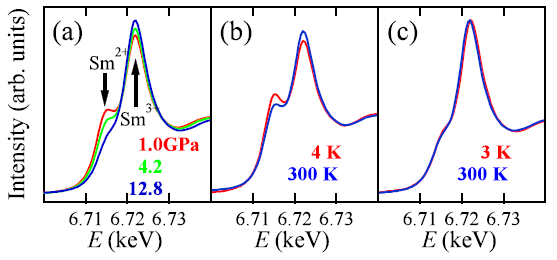 Intensity (arb. units)
(a)
Sm2+
Sm3+
1.0GPa
4.2
12.8
6.71 6.72 6.73
E (keV)
(b)
4 K
300 K
6.71 6.72 6.73
E (keV)
(c)
3 K
300 K
6.71 6.72 6.73
E (keV)